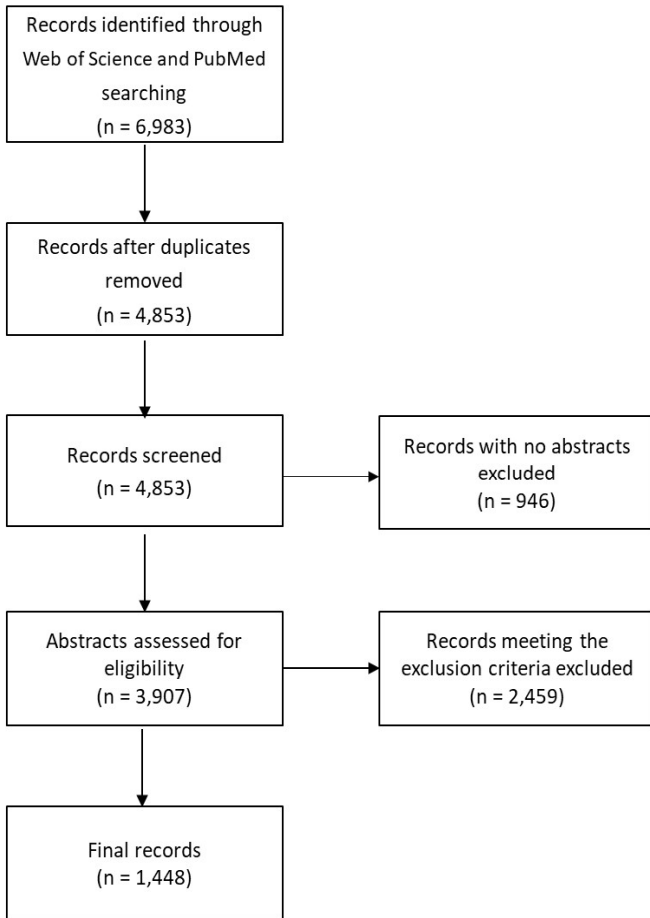 Records identified through
Web of Science and PubMed
searching
(n = 6,983)
Records after duplicates
removed
(n = 4,853)
Records screened
(n = 4,853)
Records with no abstracts
excluded
(n = 946)
Abstracts assessed for
eligibility
(n = 3,907)
Records meeting the
exclusion criteria excluded
(n = 2,459)
Final records
(n = 1,448)